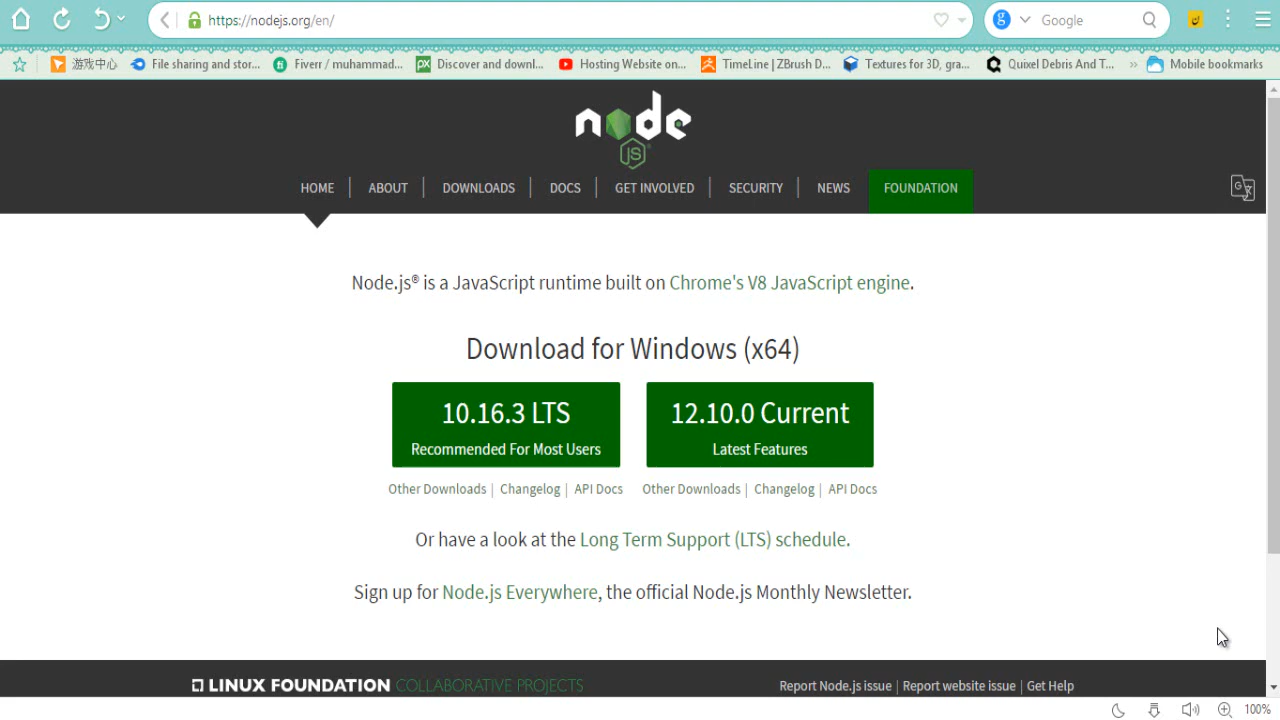 https://nodejs.org/en/
Google
游戏中心 File sharing and stor... Fiverr / muhammad... Discover and downl... Hosting Website on... TimeLine | ZBrush D... Textures for 3D, gra... Quixel Debris And T... » Mobile bookmarks
node
JS
HOME | ABOUT | DOWNLOADS | DOCS | GET INVOLVED | SECURITY | NEWS FOUNDATION
Node.js® is a JavaScript runtime built on Chrome's V8 JavaScript engine.
Download for Windows (x64)
10.16.3 LTS
Recommended For Most Users
12.10.0 Current
Latest Features
Other Downloads | Changelog | API Docs
Other Downloads | Changelog | API Docs
Or have a look at the Long Term Support (LTS) schedule.
Sign up for Node.js Everywhere, the official Node.js Monthly Newsletter.
LINUX FOUNDATION COLLABORATIVE PROJECTS
Report Node.js issue | Report website issue | Get Help
100%